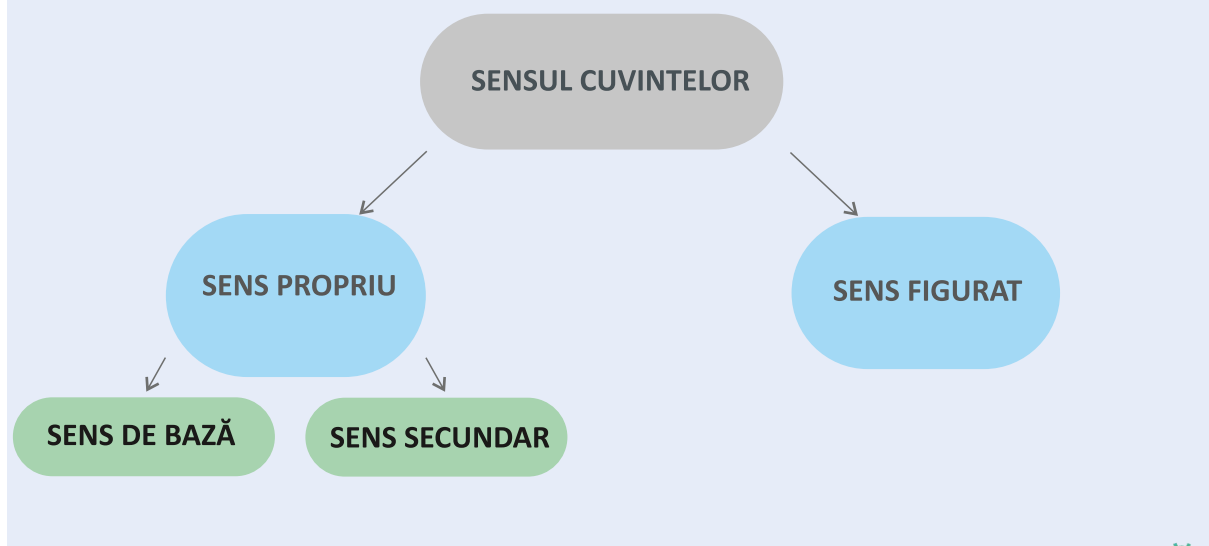 SENSUL CUVINTELOR
SENS PROPRIU
SENS FIGURAT
SENS DE BAZĂ
SENS SECUNDAR